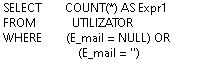 SELECT COUNT(*) AS Expr1
FROM UTILIZATOR
WHERE (E_mail = NULL) OR
(E_mail = '')